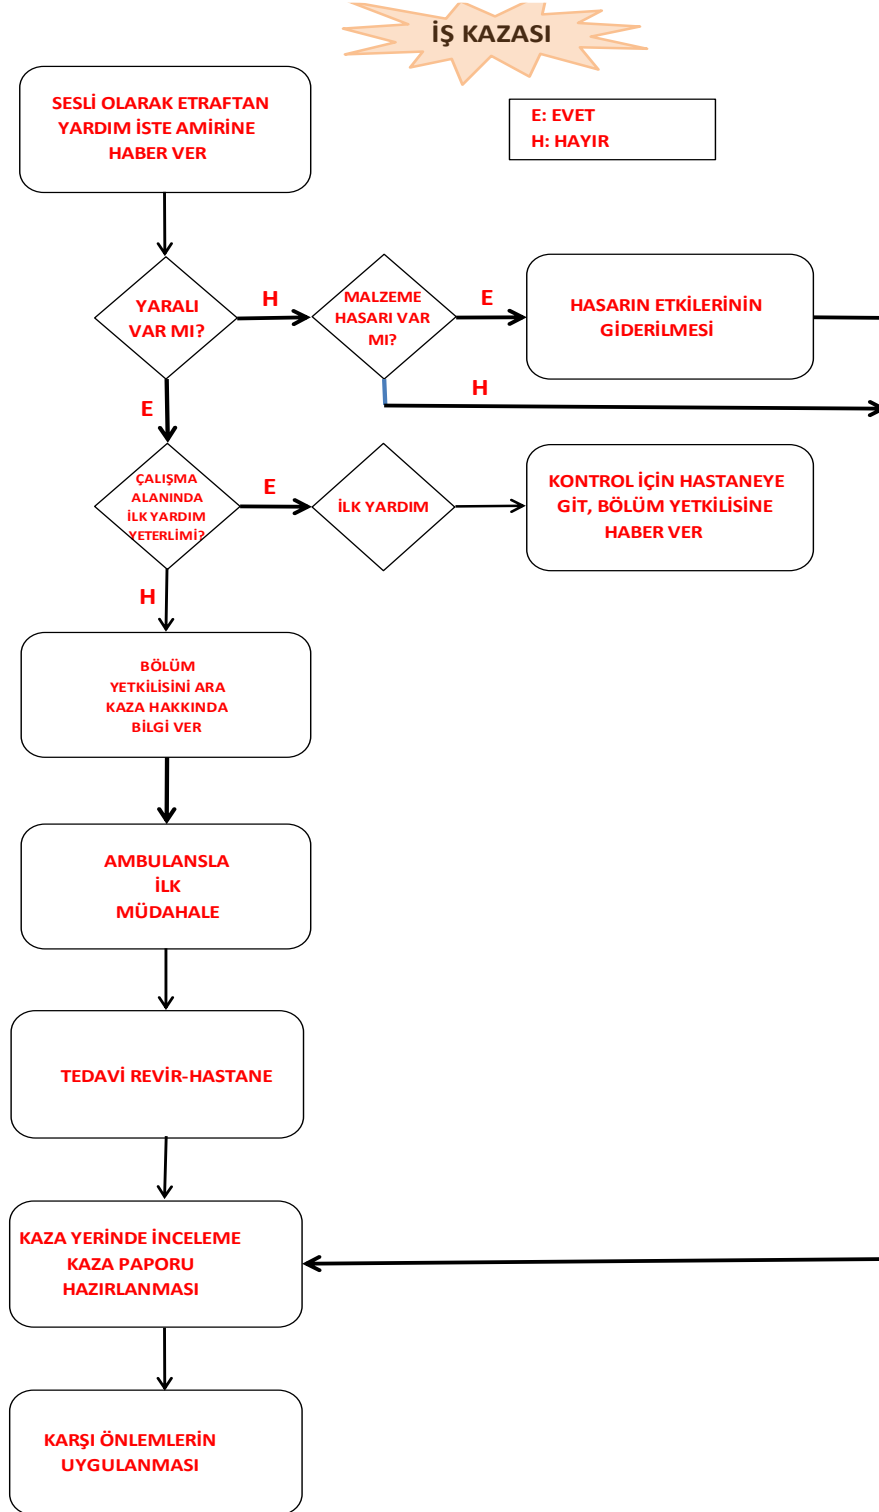 İŞ KAZASI
SESLİ OLARAK ETRAFTAN
YARDIM İSTE AMİRİNE
HABER VER
E: EVET
H: HAYIR
YARALI
VAR MI?
H
MALZEME
HASARI VAR
MI?
E
HASARIN ETKİLERİNİN
GİDERİLMESİ
H
E
ÇALIŞMA
ALANINDA
İLK YARDIM
YETERLİMİ?
E
İLK YARDIM
KONTROL İÇİN HASTANEYE
GİT, BÖLÜM YETKİLİSİNE
HABER VER
H
BÖLÜM
YETKİLİSİNİ ARA
KAZA HAKKINDA
BİLGİ VER
AMBULANSLA
İLK
MÜDAHALE
TEDAVİ REVİR-HASTANE
KAZA YERİNDE İNCELEME
KAZA PAPORU
HAZIRLANMASI
KARŞI ÖNLEMLERİN
UYGULANMASI